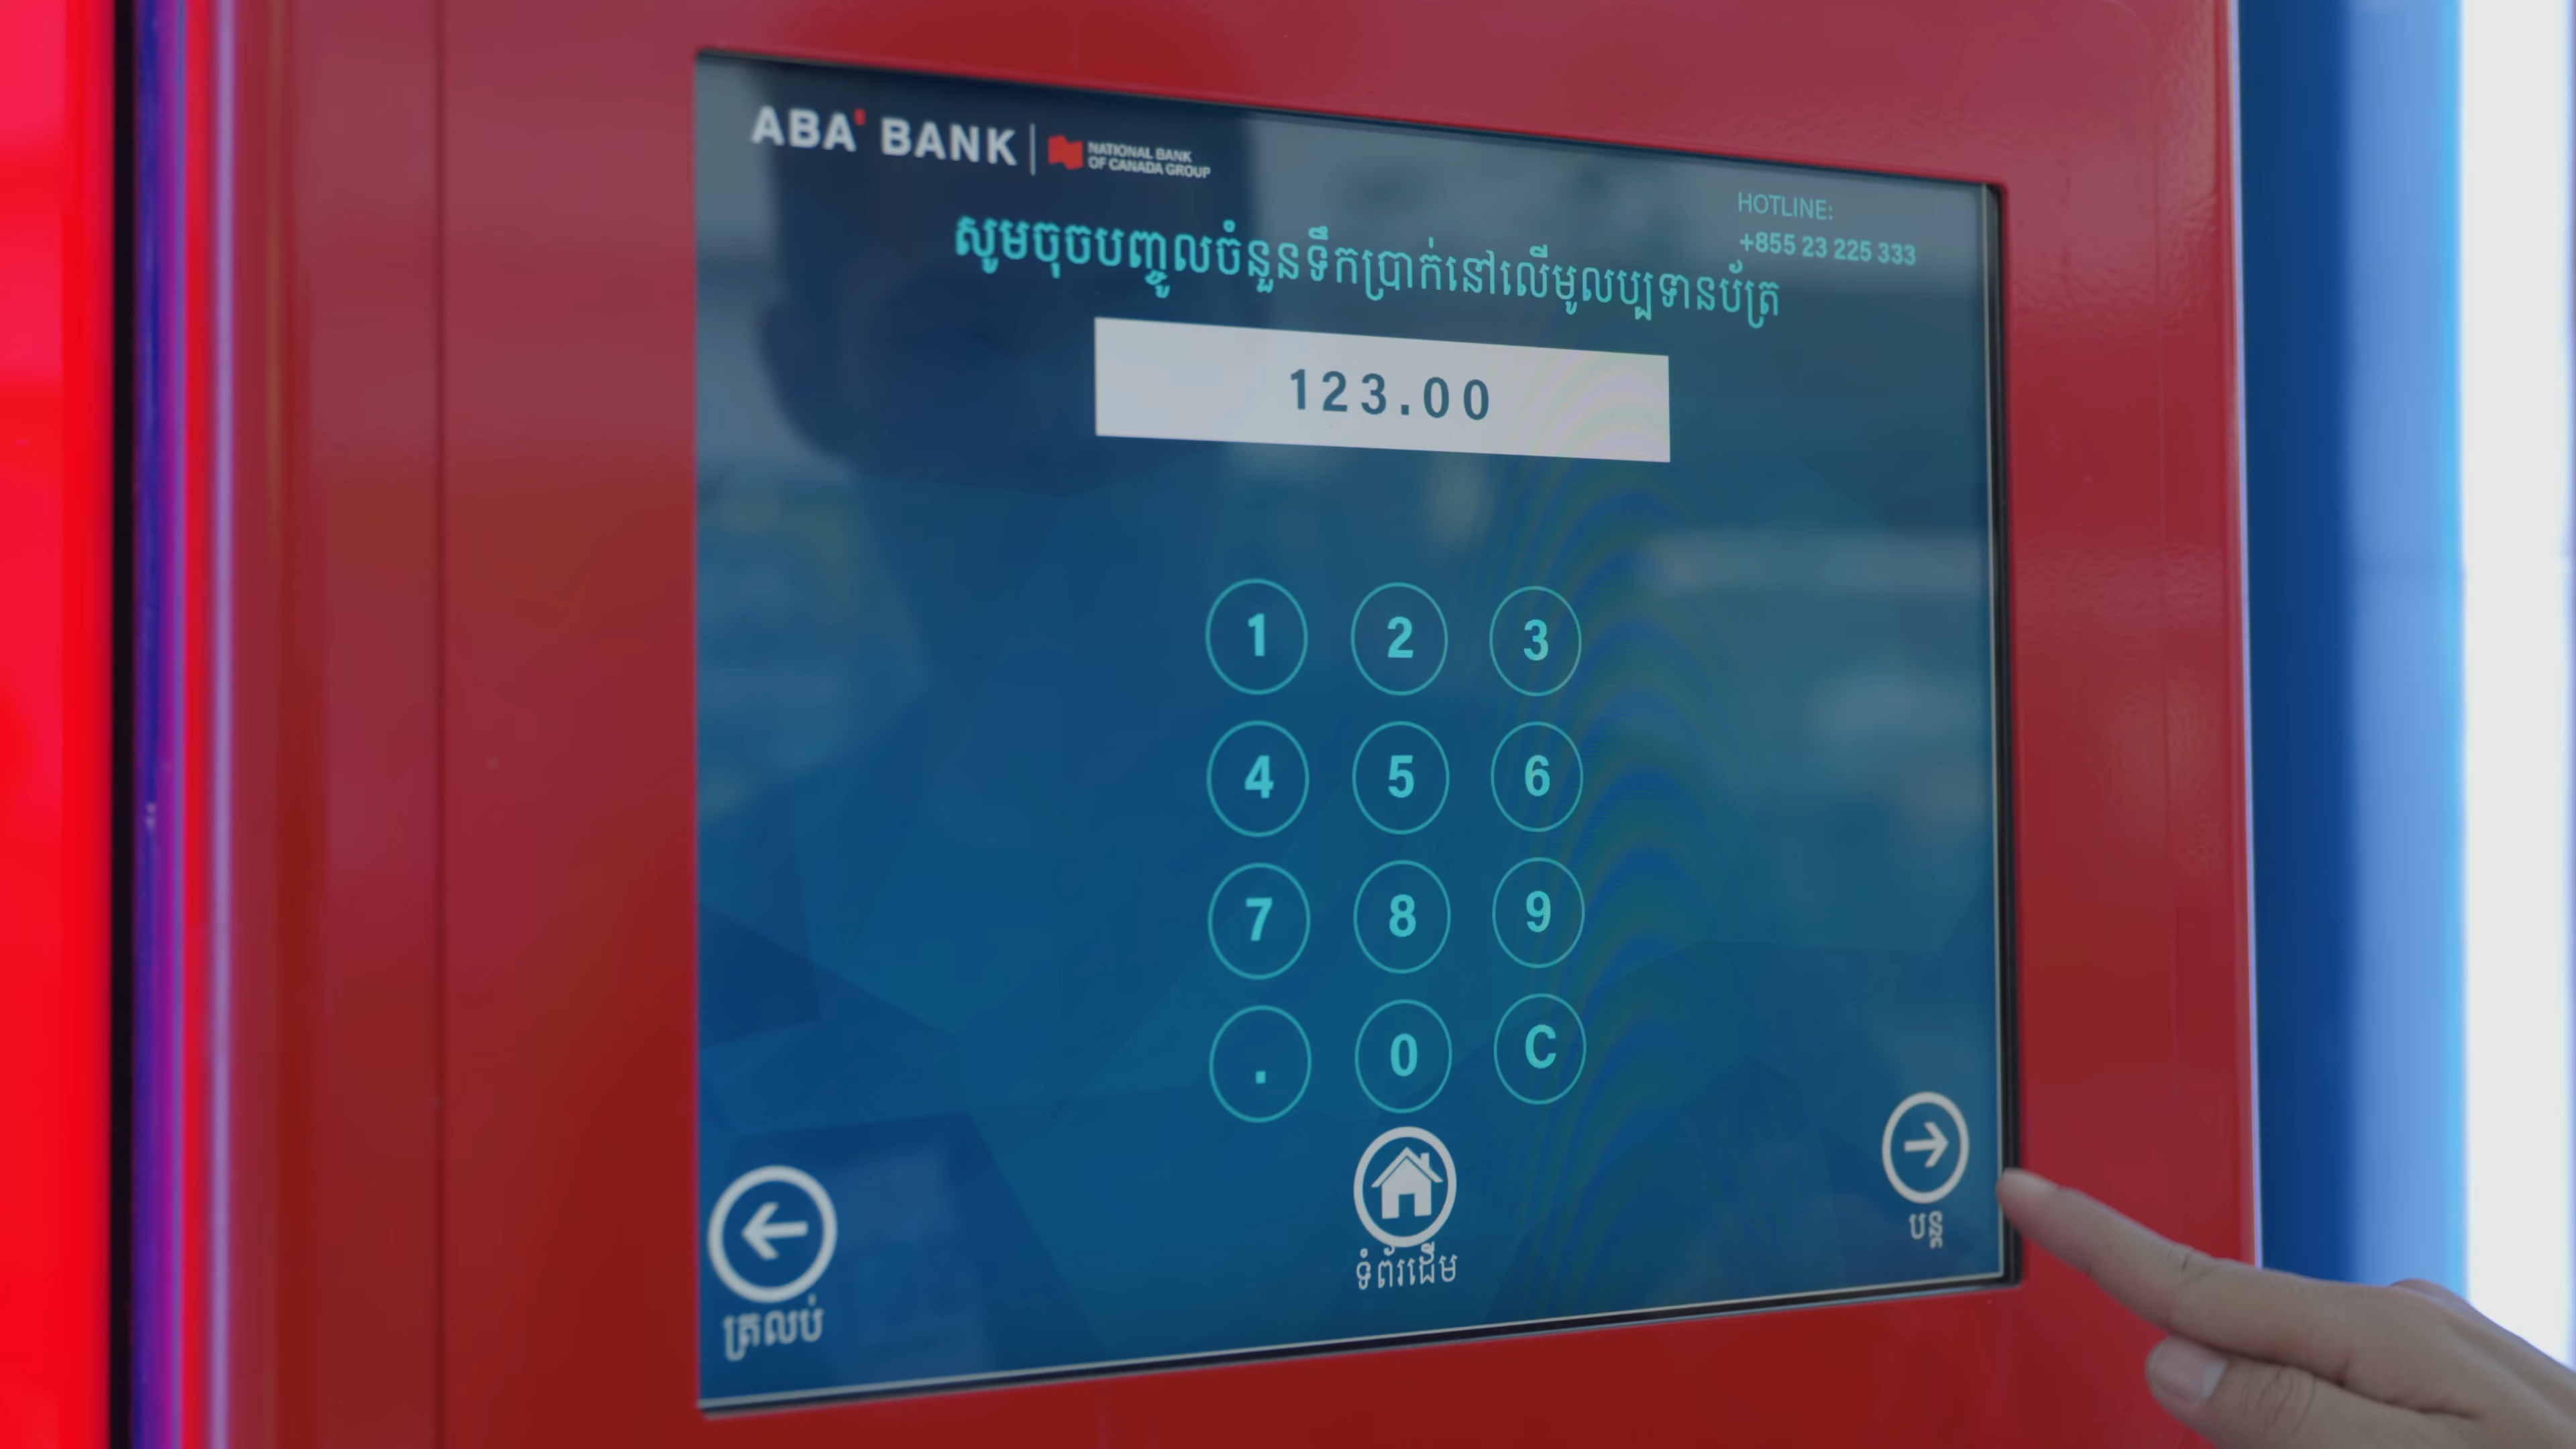 ABA' BANK
NATIONAL BANK
OF CANADA GROUP
HOTLINE:
+855 23 225 333
សូមចុចបញ្ចូលចំនួនទឹកប្រាក់នៅលើមូលប្បទានប័ត្រ
123.00
1 2 3
4 5 6
7 8 9
. 0 C
ត្រលប់
ទំព័រដើម
បន្ត